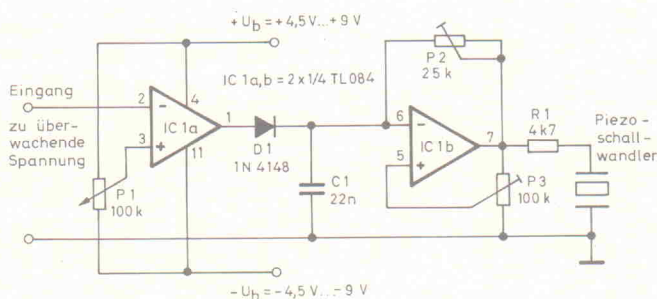 +U_b = +4,5 V...+9 V
Eingang
zu über-
wachende
Spannung
IC 1a,b = 2 x 1/4 TL084
2
−
3
+
4
11
1
IC 1a
D1
1N 4148
P1
100 k
C1
22n
P2
25 k
6
−
5
+
7
IC 1b
R1
4k7
P3
100 k
Piezo-
schall-
wandler
−U_b = −4,5 V...−9 V